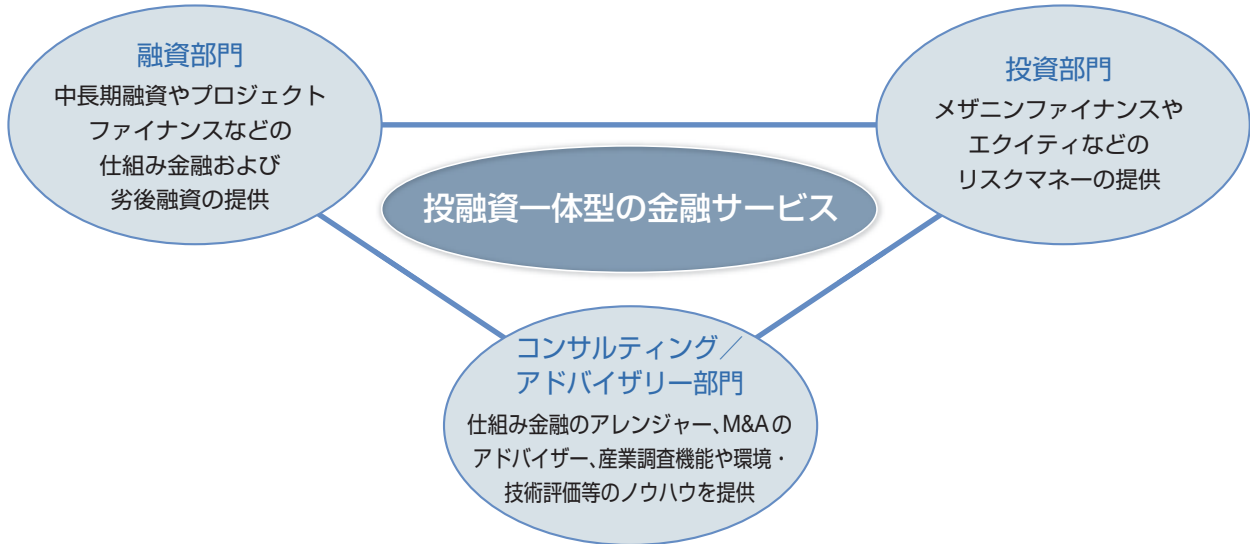 融資部門
中長期融資やプロジェクト
ファイナンスなどの
仕組み金融および
劣後融資の提供
投資部門
メザニンファイナンスや
エクイティなどの
リスクマネーの提供
投融資一体型の金融サービス
コンサルティング／
アドバイザリー部門
仕組み金融のアレンジャー、M&Aの
アドバイザー、産業調査機能や環境・
技術評価等のノウハウを提供